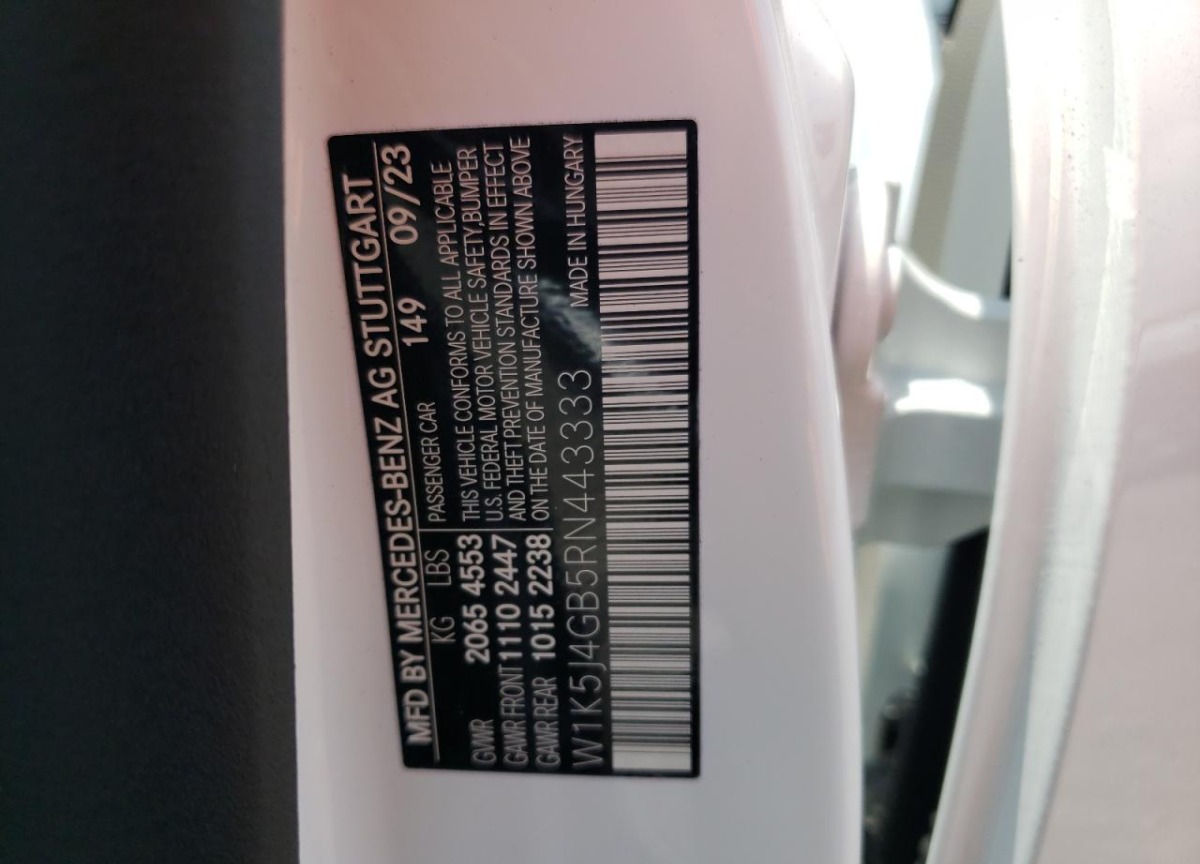 MFD BY MERCEDES-BENZ AG STUTTGART
KG LBS PASSENGER CAR 149 09/23
GVWR 2065 4553 THIS VEHICLE CONFORMS TO ALL APPLICABLE
GAWR FRONT 1110 2447 U.S. FEDERAL MOTOR VEHICLE SAFETY,BUMPER
GAWR REAR 1015 2238 AND THEFT PREVENTION STANDARDS IN EFFECT
ON THE DATE OF MANUFACTURE SHOWN ABOVE
W1K5J4GB5RN443333 MADE IN HUNGARY